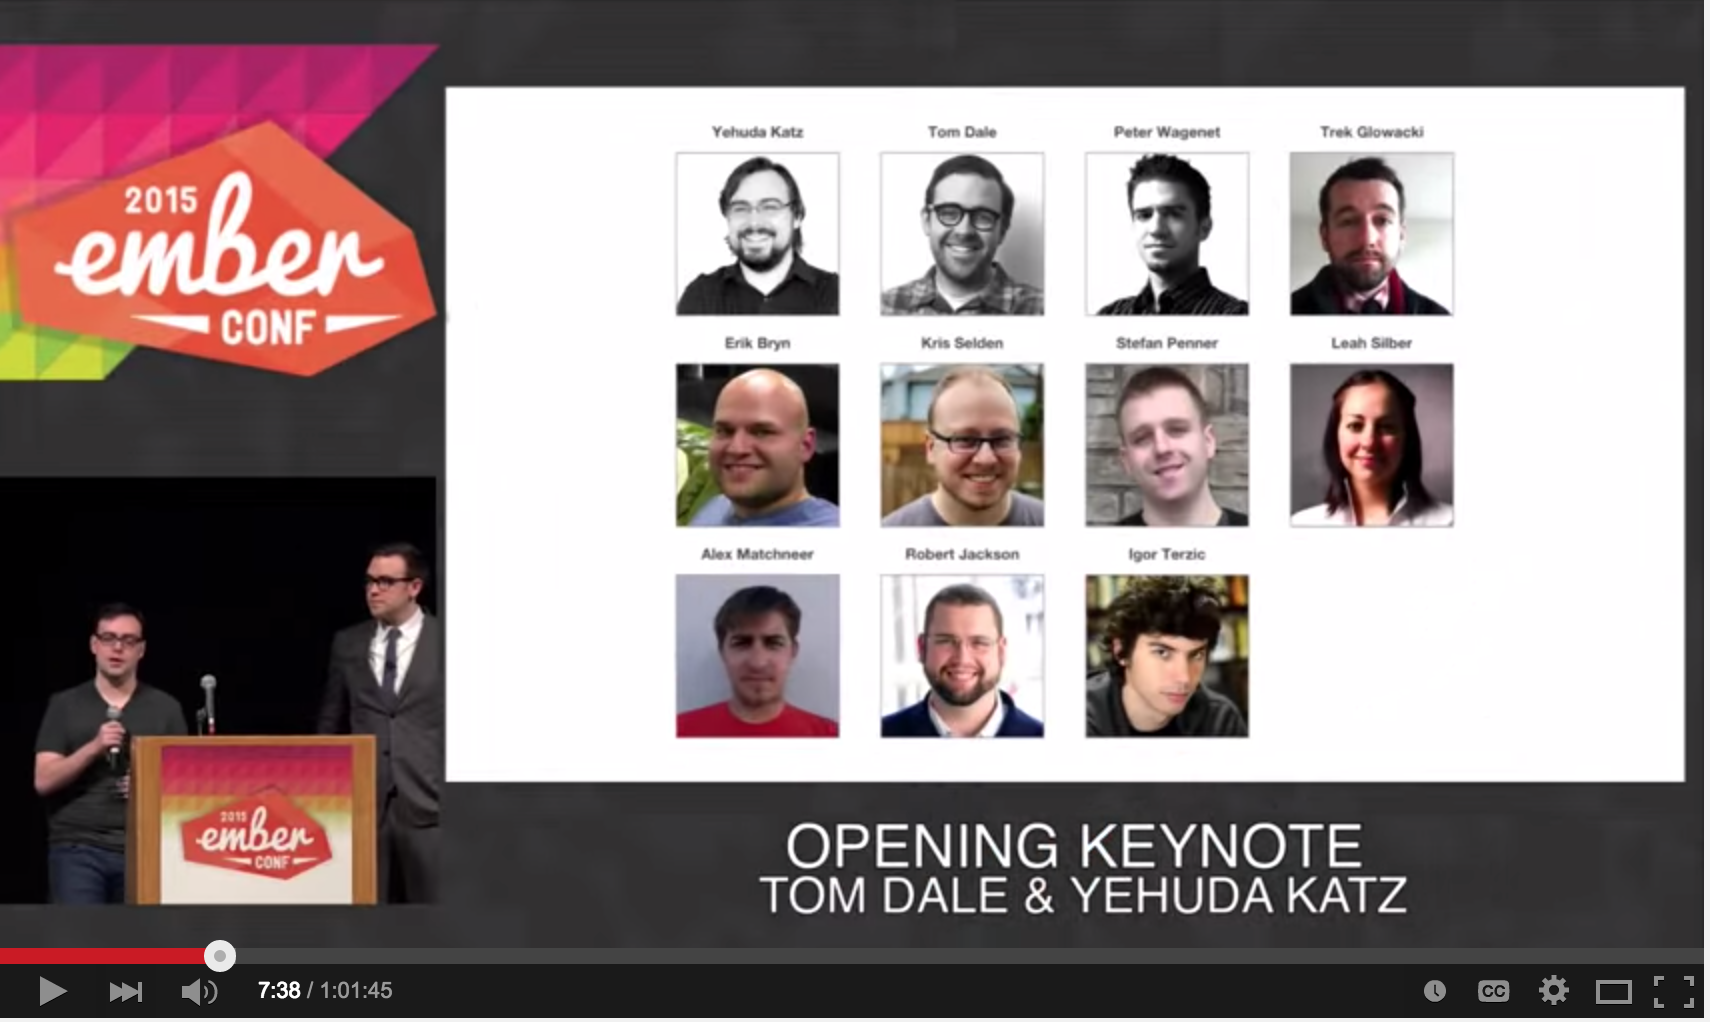 2015
ember
CONF
Yehuda Katz
Tom Dale
Peter Wagenet
Trek Glowacki
Erik Bryn
Kris Selden
Stefan Penner
Leah Silber
Alex Matchneer
Robert Jackson
Igor Terzic
2015
ember
CONF
OPENING KEYNOTE
TOM DALE & YEHUDA KATZ
7:38 / 1:01:45
CC